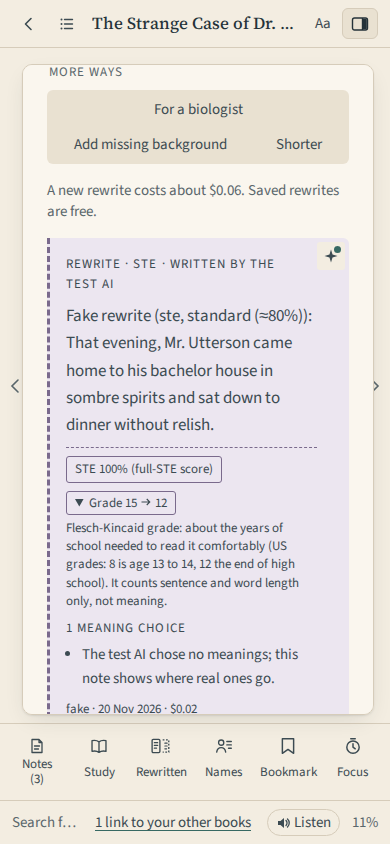 The Strange Case of Dr. ...
Aa
MORE WAYS
For a biologist
Add missing background
Shorter
A new rewrite costs about $0.06. Saved rewrites
are free.
REWRITE · STE · WRITTEN BY THE
TEST AI
Fake rewrite (ste, standard (≈80%)):
That evening, Mr. Utterson came
home to his bachelor house in
sombre spirits and sat down to
dinner without relish.
STE 100% (full-STE score)
▼ Grade 15 → 12
Flesch-Kincaid grade: about the years of
school needed to read it comfortably (US
grades: 8 is age 13 to 14, 12 the end of high
school). It counts sentence and word length
only, not meaning.
1 MEANING CHOICE
• The test AI chose no meanings; this
note shows where real ones go.
fake · 20 Nov 2026 · $0.02
Notes
(3)
Study
Rewritten
Names
Bookmark
Focus
Search f...
1 link to your other books
Listen
11%